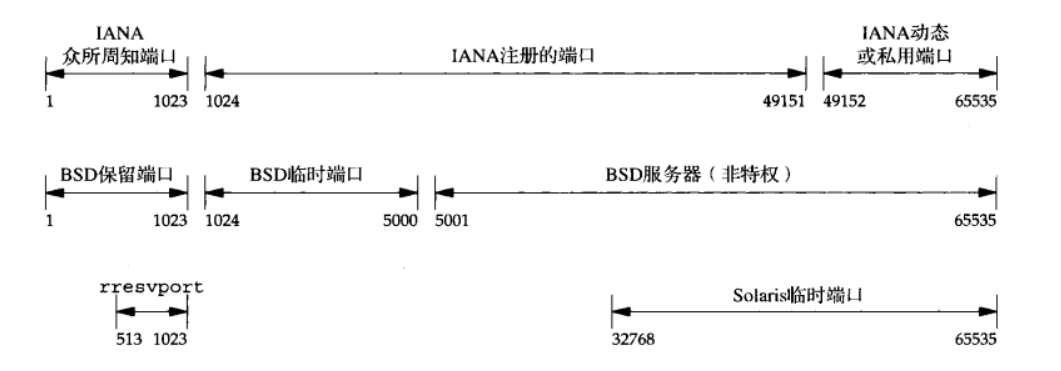 IANA
众所周知端口
IANA注册的端口
IANA动态
或私用端口
1
1023
1024
49151
49152
65535
BSD保留端口
BSD临时端口
BSD服务器（非特权）
1
1023
1024
5000
5001
65535
rresvport
Solaris临时端口
513
1023
32768
65535